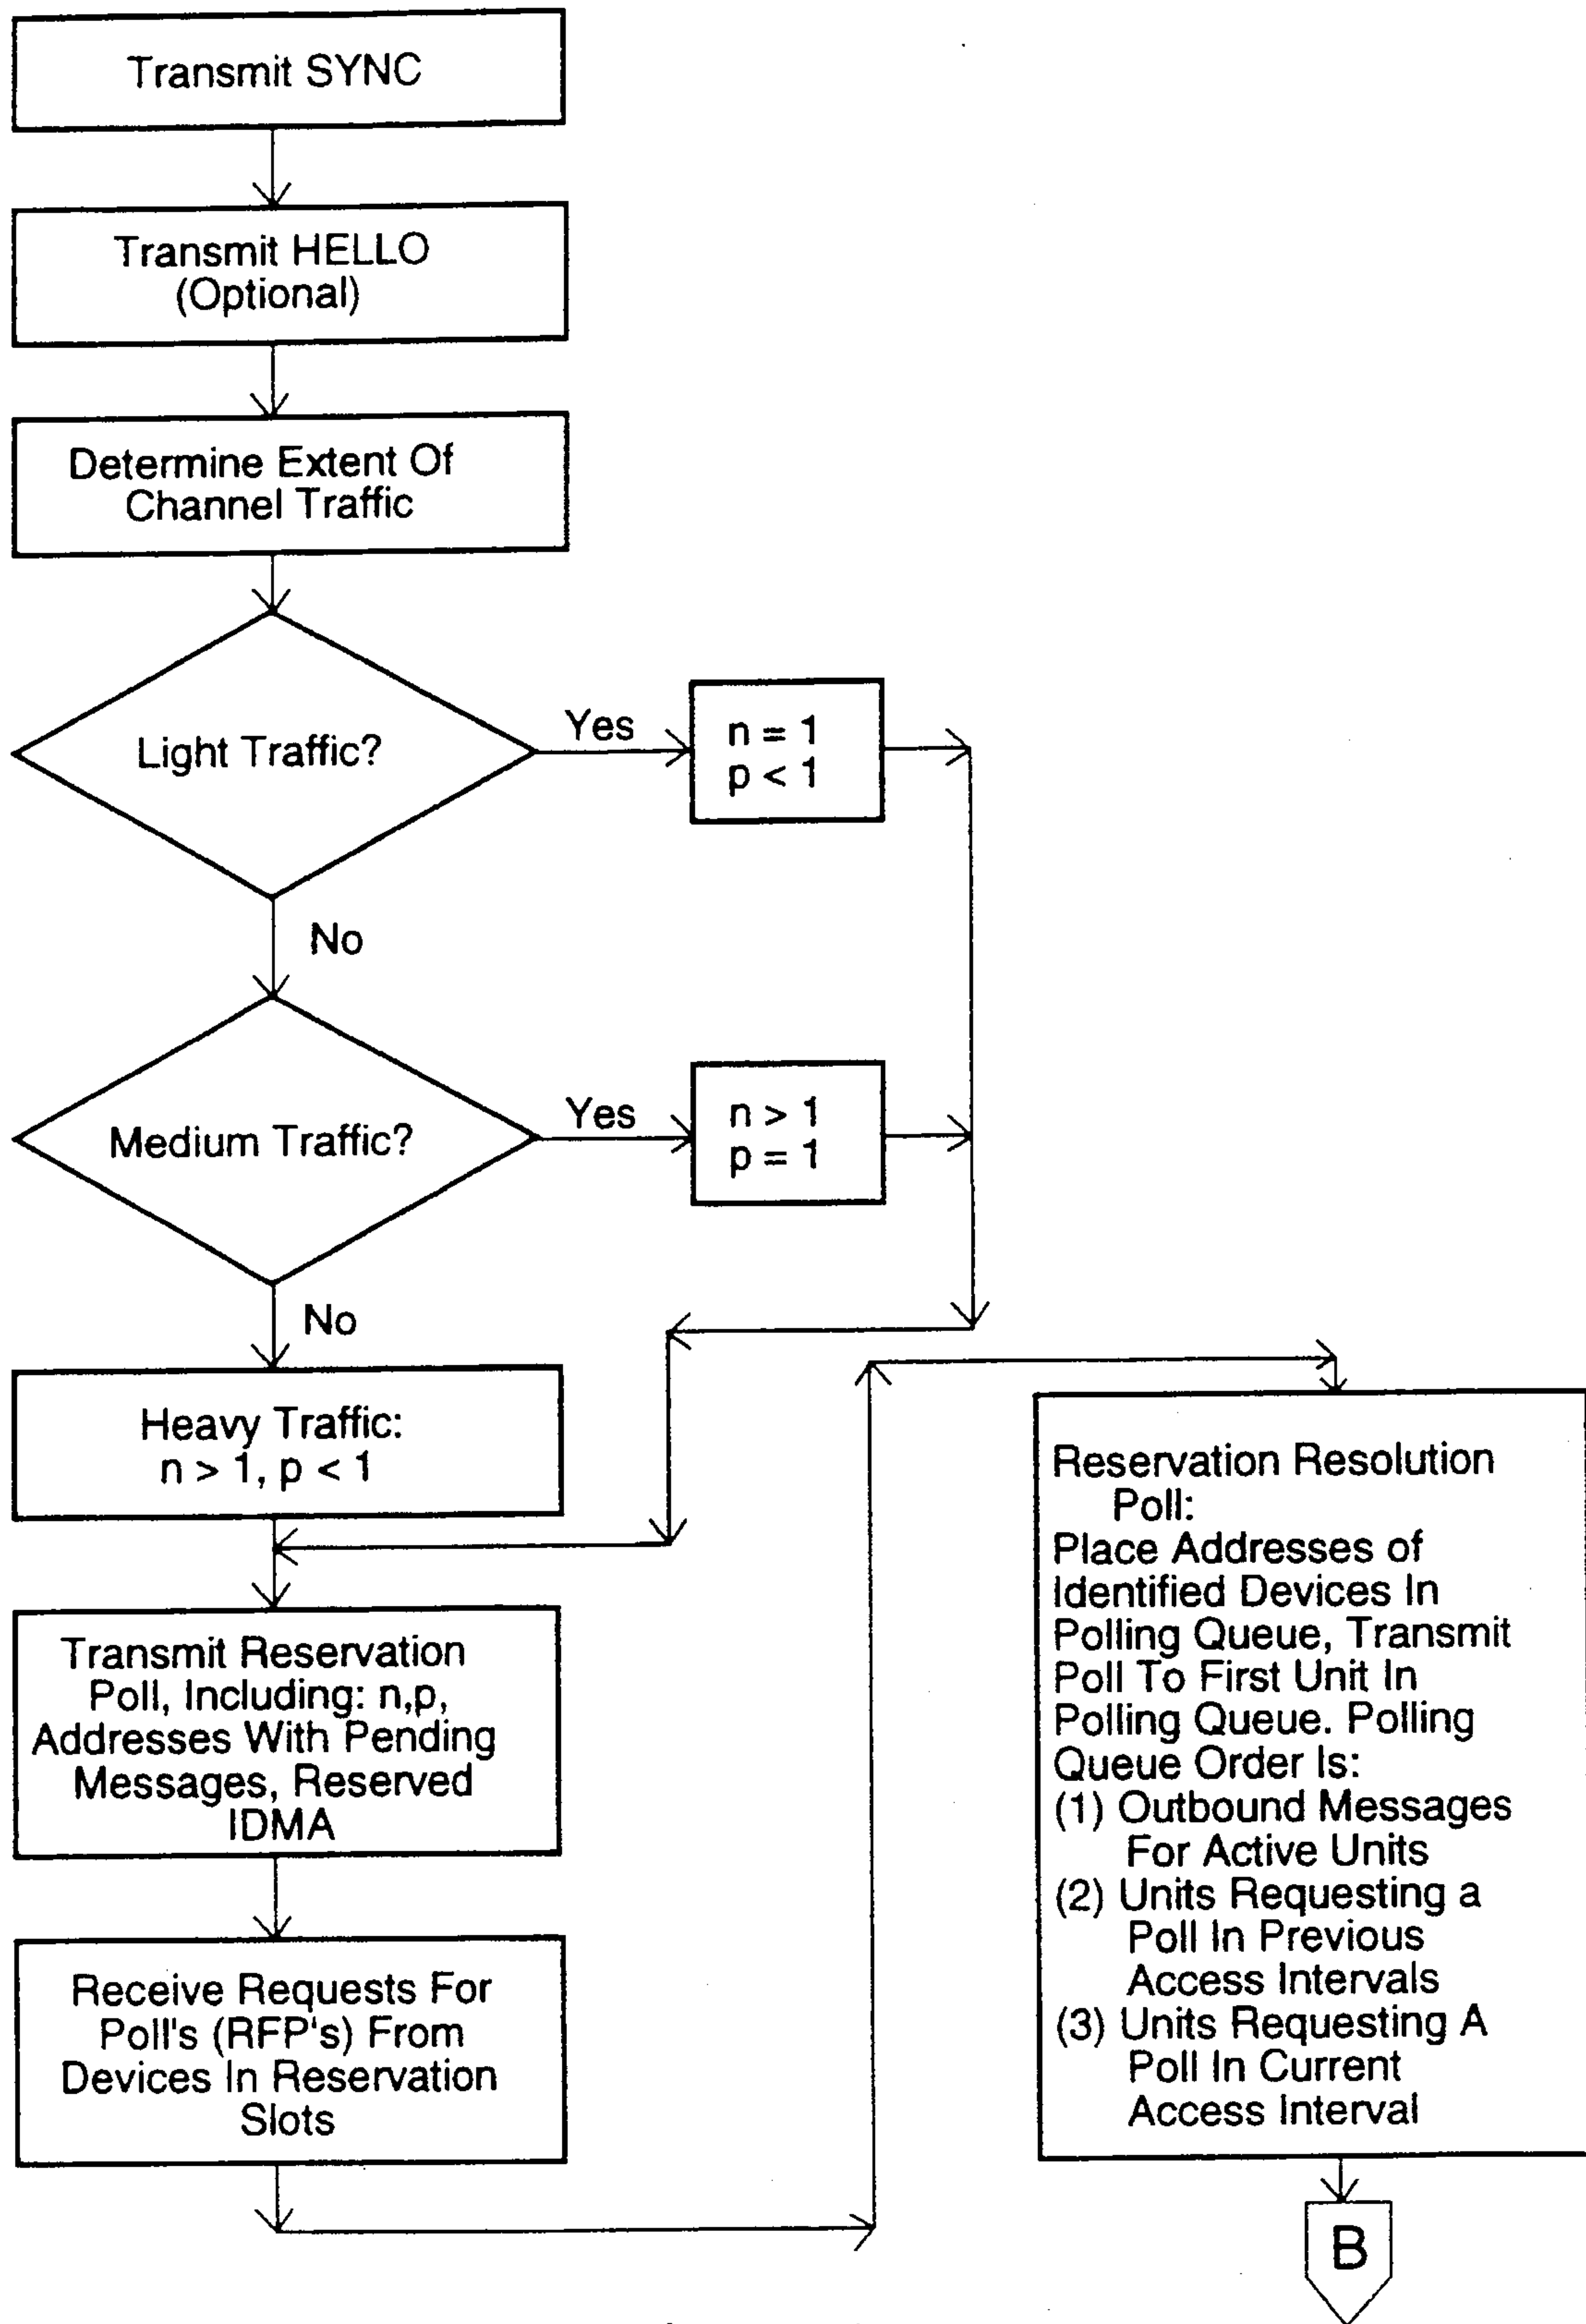 Transmit SYNC
Transmit HELLO
(Optional)
Determine Extent Of
Channel Traffic
Light Traffic?
Yes
n = 1
p < 1
No
Medium Traffic?
Yes
n > 1
p = 1
No
Heavy Traffic:
n > 1, p < 1
Transmit Reservation
Poll, Including: n,p,
Addresses With Pending
Messages, Reserved
IDMA
Receive Requests For
Poll's (RFP's) From
Devices In Reservation
Slots
Reservation Resolution
Poll:
Place Addresses of
Identified Devices In
Polling Queue, Transmit
Poll To First Unit In
Polling Queue. Polling
Queue Order Is:
(1) Outbound Messages
For Active Units
(2) Units Requesting a
Poll In Previous
Access Intervals
(3) Units Requesting A
Poll In Current
Access Interval
B